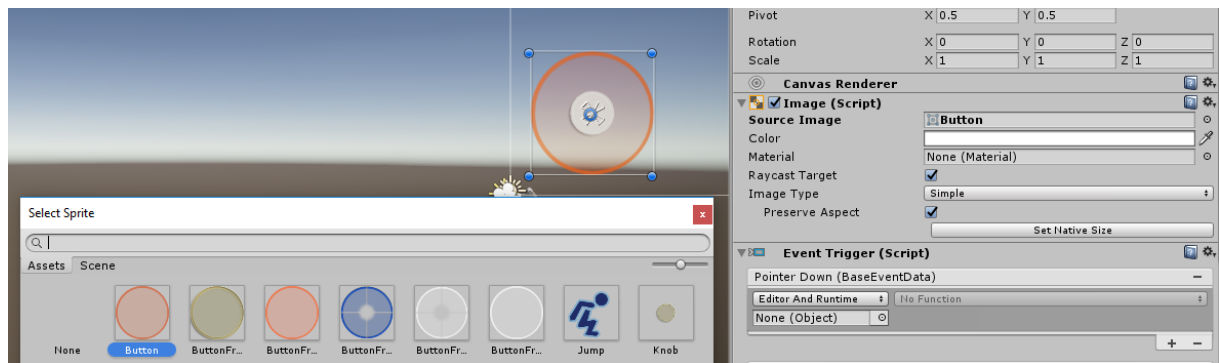 Select Sprite
x
Assets Scene
None Button ButtonFr... ButtonFr... ButtonFr... ButtonFr... ButtonFr... Jump Knob
Pivot X 0.5 Y 0.5
Rotation X 0 Y 0 Z 0
Scale X 1 Y 1 Z 1
Canvas Renderer
Image (Script)
Source Image Button
Color
Material None (Material)
Raycast Target
Image Type Simple
Preserve Aspect
Set Native Size
Event Trigger (Script)
Pointer Down (BaseEventData)
Editor And Runtime No Function
None (Object)